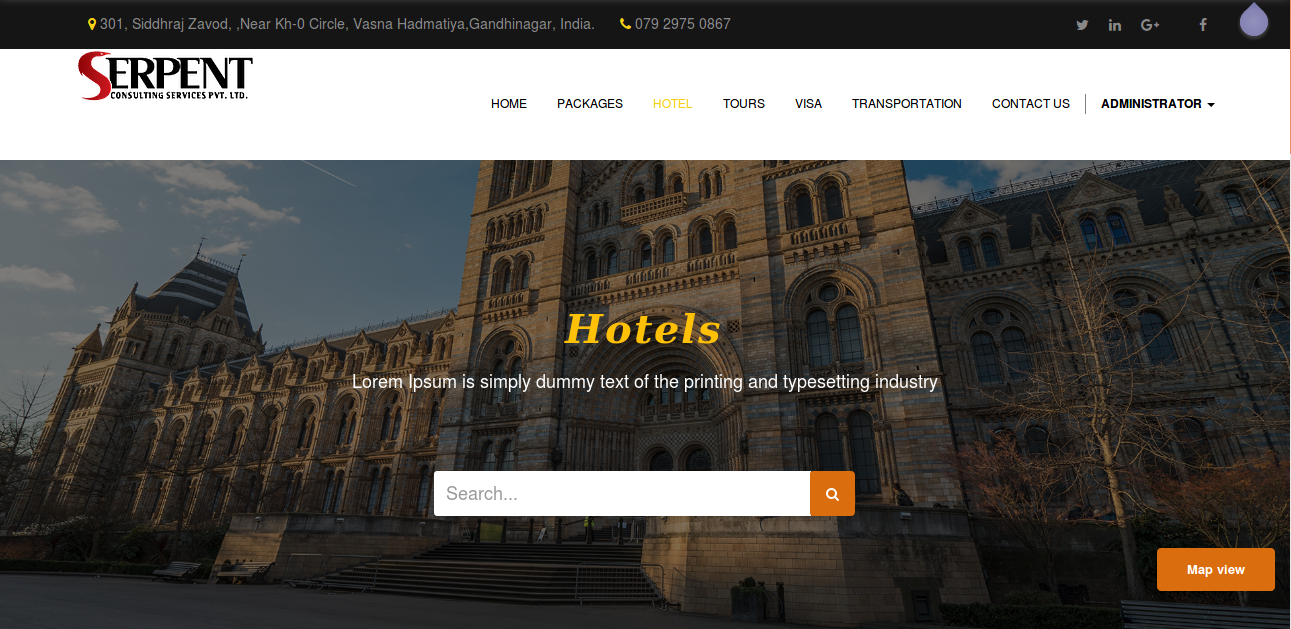 301, Siddhraj Zavod, ,Near Kh-0 Circle, Vasna Hadmatiya,Gandhinagar, India. 079 2975 0867
SERPENT
CONSULTING SERVICES PVT. LTD.
HOME PACKAGES HOTEL TOURS VISA TRANSPORTATION CONTACT US ADMINISTRATOR
Hotels
Lorem Ipsum is simply dummy text of the printing and typesetting industry
Search...
Map view